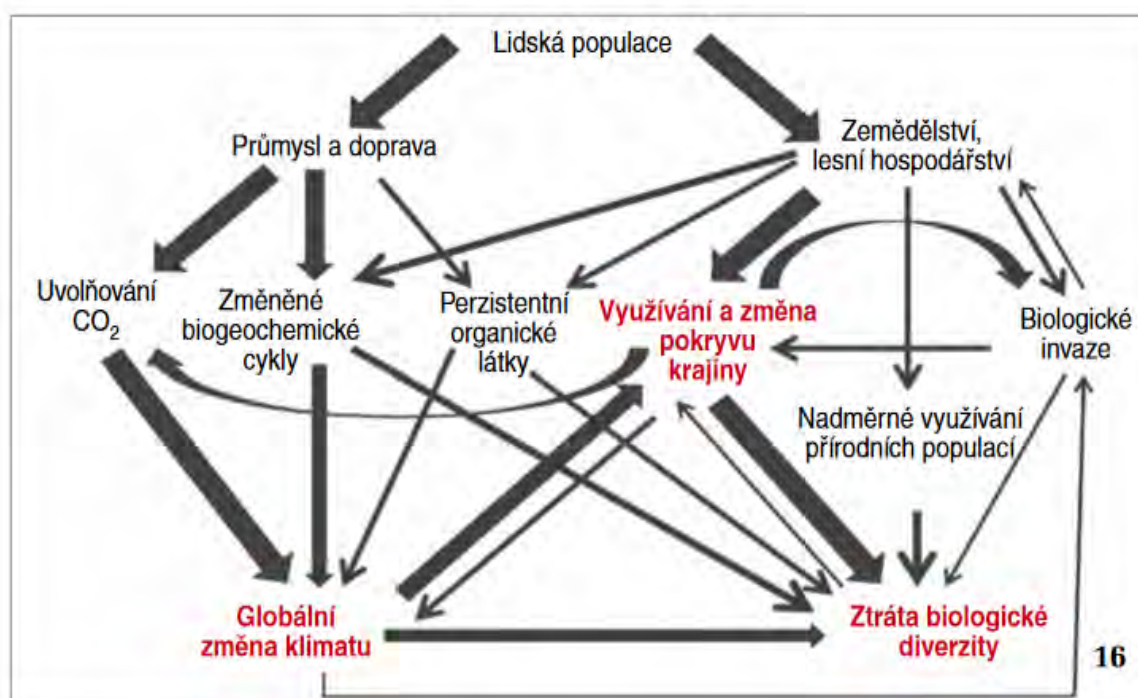 Lidská populace
Průmysl a doprava
Zemědělství,
lesní hospodářství
Uvolňování
CO₂
Změněné
biogeochemické
cykly
Perzistentní
organické
látky
Využívání a změna
pokryvu
krajíny
Biologické
invaze
Nadměrné využívání
přírodních populací
Globální
změna klimatu
Ztráta biologické
diverzity
16